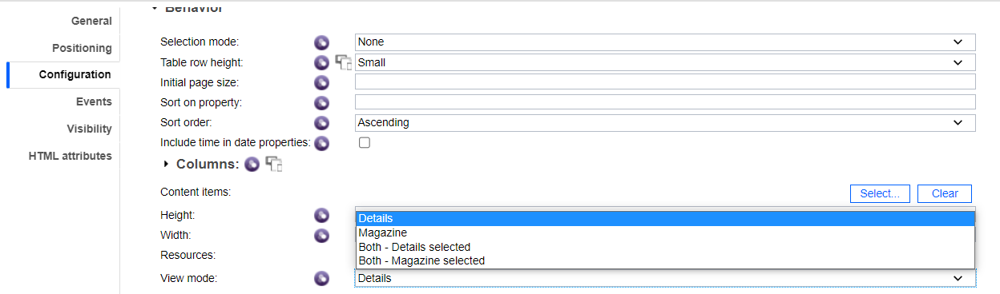 Behavior
General
Positioning
Configuration
Events
Visibility
HTML attributes
Selection mode: None
Table row height: Small
Initial page size:
Sort on property:
Sort order: Ascending
Include time in date properties:
Columns:
Content items: Select... Clear
Height:
Width:
Resources:
Details
Magazine
Both - Details selected
Both - Magazine selected
View mode: Details